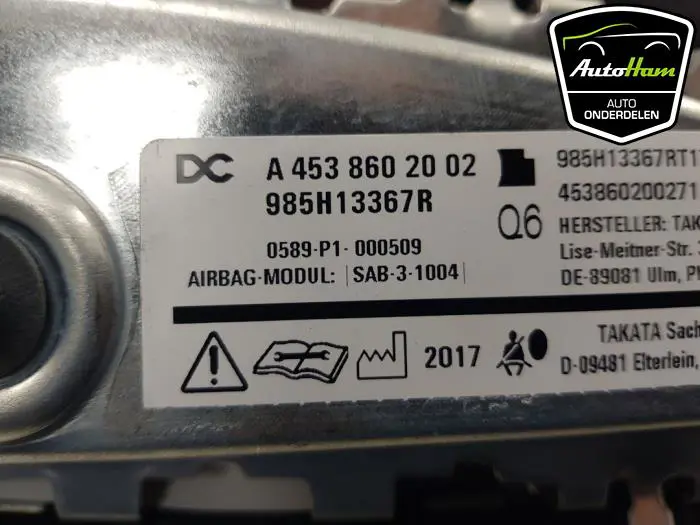 AutoHam
AUTO
ONDERDELEN
DC A 453 860 20 02
985H13367R
0589-P1-000509
AIRBAG-MODUL: SAB-3-1004
985H13367RT1
453860200271
Q6
HERSTELLER: TAK
Lise-Meitner-Str.
DE-89081 Ulm,
2017
TAKATA Sach
D-09481 Elterlein,